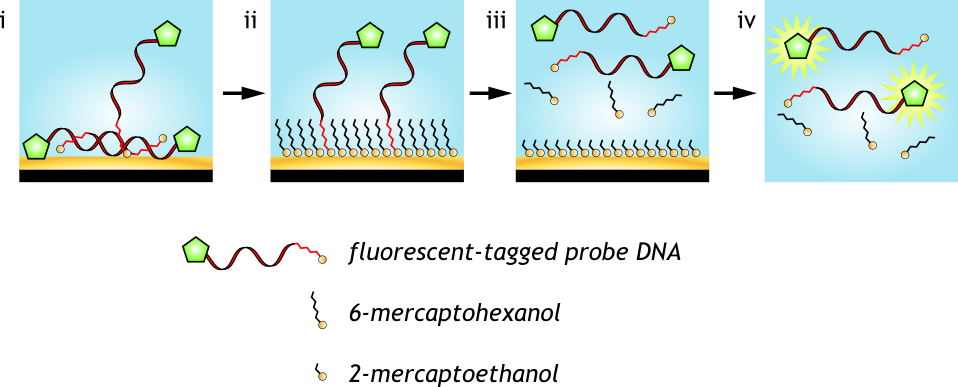 i
ii
iii
iv
fluorescent-tagged probe DNA
6-mercaptohexanol
2-mercaptoethanol